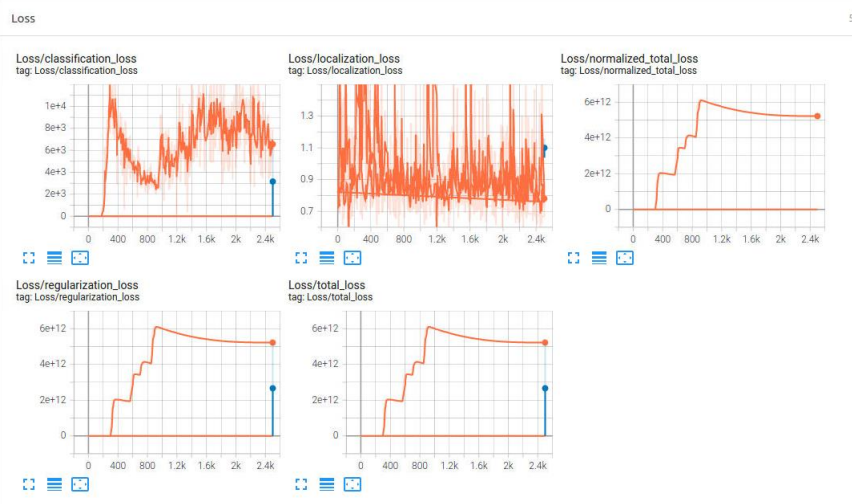 Loss
Loss/classification_loss
tag: Loss/classification_loss
1e+4
8e+3
6e+3
4e+3
2e+3
0
0 400 800 1.2k 1.6k 2k 2.4k
Loss/localization_loss
tag: Loss/localization_loss
1.3
1.1
0.9
0.7
0 400 800 1.2k 1.6k 2k 2.4k
Loss/normalized_total_loss
tag: Loss/normalized_total_loss
6e+12
4e+12
2e+12
0
0 400 800 1.2k 1.6k 2k 2.4k
Loss/regularization_loss
tag: Loss/regularization_loss
6e+12
4e+12
2e+12
0
0 400 800 1.2k 1.6k 2k 2.4k
Loss/total_loss
tag: Loss/total_loss
6e+12
4e+12
2e+12
0
0 400 800 1.2k 1.6k 2k 2.4k